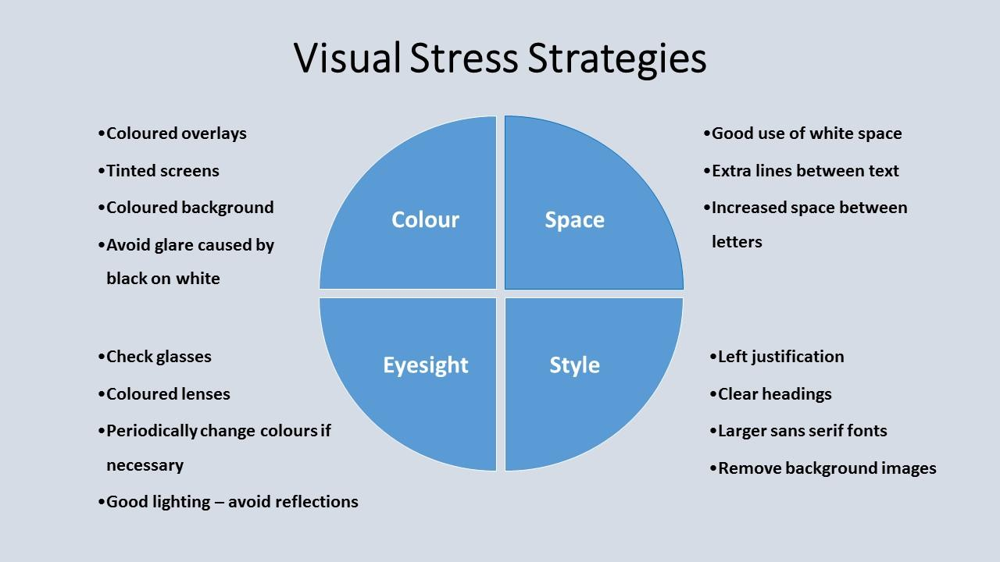 Visual Stress Strategies
•Coloured overlays
•Tinted screens
•Coloured background
•Avoid glare caused by
black on white
Colour
Space
•Good use of white space
•Extra lines between text
•Increased space between
letters
•Check glasses
•Coloured lenses
•Periodically change colours if
necessary
•Good lighting – avoid reflections
Eyesight
Style
•Left justification
•Clear headings
•Larger sans serif fonts
•Remove background images